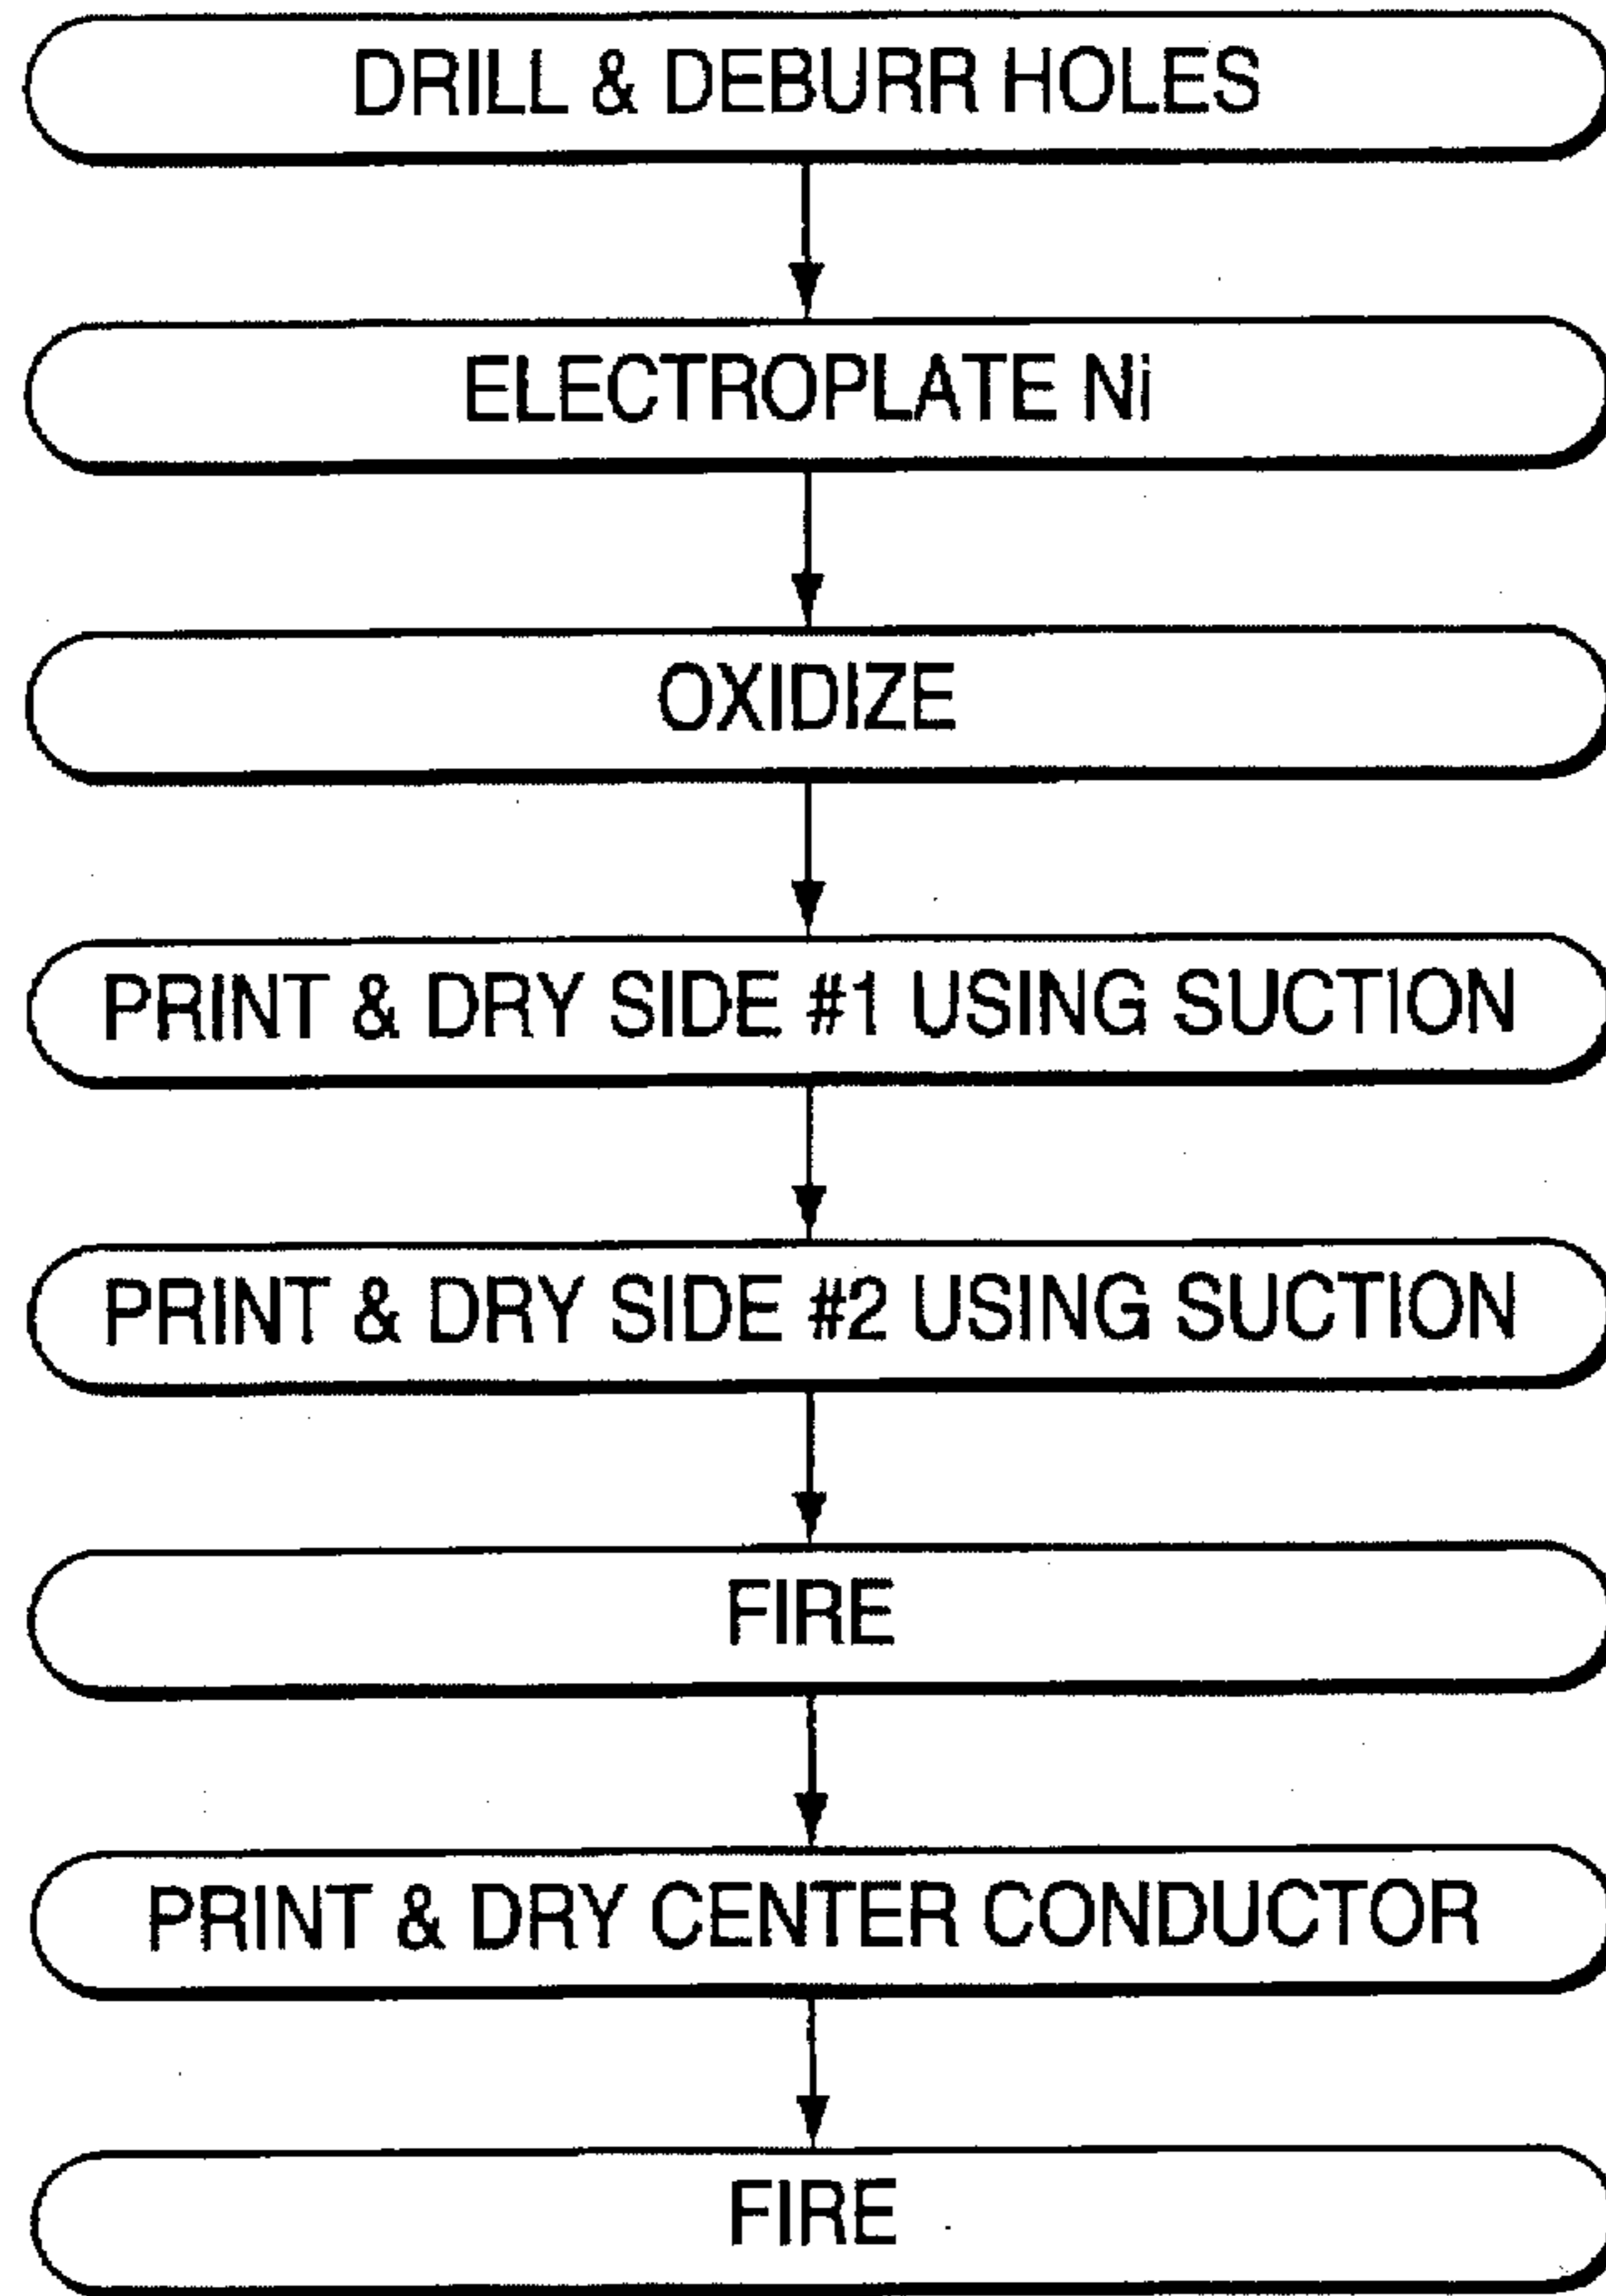 DRILL & DEBURR HOLES
ELECTROPLATE Ni
OXIDIZE
PRINT & DRY SIDE #1 USING SUCTION
PRINT & DRY SIDE #2 USING SUCTION
FIRE
PRINT & DRY CENTER CONDUCTOR
FIRE